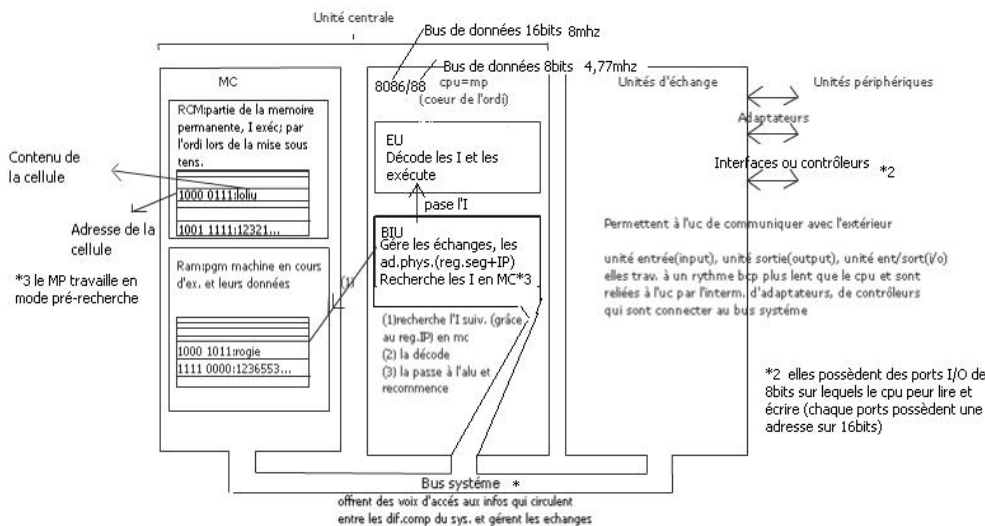 Unité centrale
Bus de données 16bits 8mhz
Bus de données 8bits 4,77mhz
MC
8086/88
cpu=mp
(coeur de l'ordi)
Unités d'échange
Unités périphériques
Adaptateurs
Interfaces ou contrôleurs *2
RCM:partie de la memoire
permanente, I exéc; par
l'ordi lors de la mise sous
tens.
1000 0111:loliu
1001 1111:12321...
Contenu de
la cellule
Adresse de la
cellule
*3 le MP travaille en
mode pré-recherche
Ram:pgm machine en cours
d'ex. et leurs données
1000 1011:rogie
1111 0000:1236553...
(1)
EU
Décode les I et les
exécute
pase l'I
BIU
Gére les échanges, les
ad.phys.(reg.seg+IP)
Recherche les I en MC*3
(1)recherche l'I suiv. (grâce
au reg.IP) en mc
(2) la décode
(3) la passe à l'alu et
recommence
Permettent à l'uc de communiquer avec l'extérieur
unité entrée(input), unité sortie(output), unité ent/sort(i/o)
elles trav. à un rythme bcp plus lent que le cpu et sont
reliées à l'uc par l'interm. d'adaptateurs, de contrôleurs
qui sont connecter au bus systéme
*2 elles possèdent des ports I/O de
8bits sur lequels le cpu peur lire et
écrire (chaque ports possèdent une
adresse sur 16bits)
Bus systéme *
offrent des voix d'accés aux infos qui circulent
entre les dif.comp du sys. et gérent les echanges